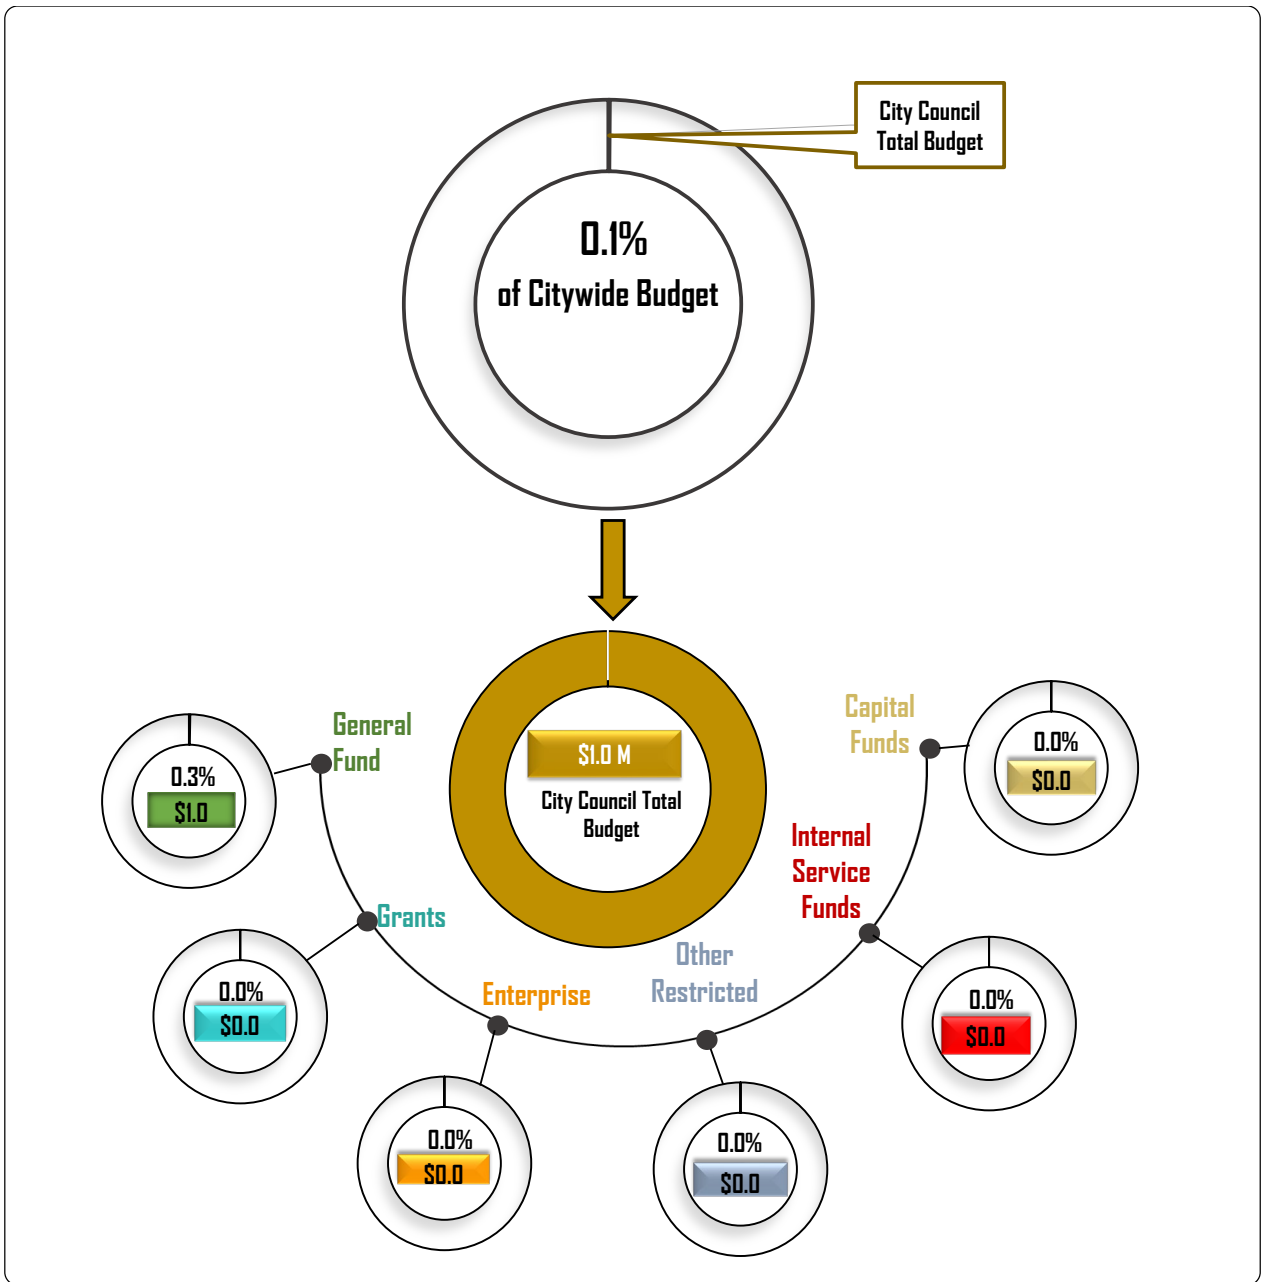 City Council
Total Budget
0.1%
of Citywide Budget
$1.0 M
City Council Total
Budget
General
Fund
0.3%
$1.0
Grants
0.0%
$0.0
Enterprise
0.0%
$0.0
Other
Restricted
0.0%
$0.0
Internal
Service
Funds
0.0%
$0.0
Capital
Funds
0.0%
$0.0